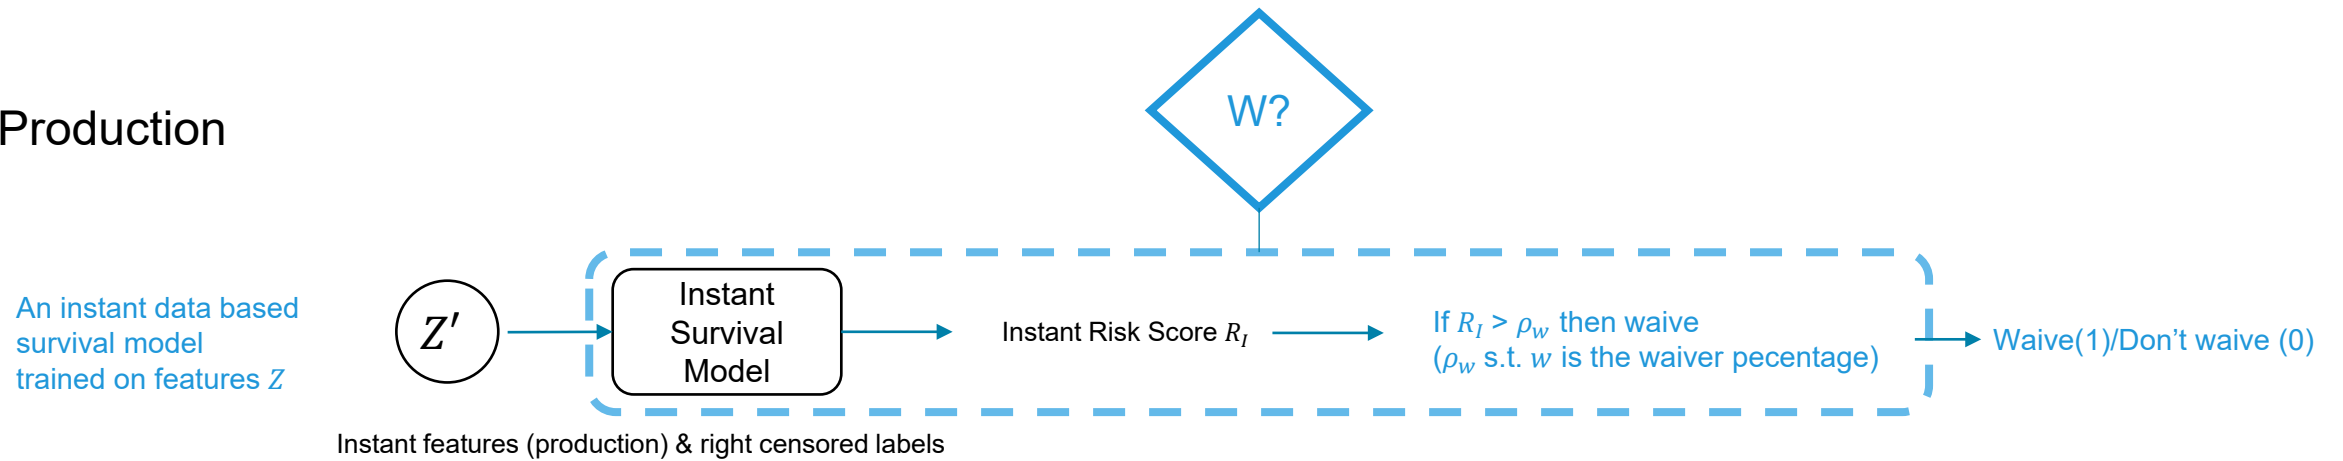 W?
Production
An instant data based
survival model
trained on features Z
Z′
Instant
Survival
Model
Instant Risk Score R_I
If R_I > ρ_w then waive
(ρ_w s.t. w is the waiver pecentage)
Waive(1)/Don’t waive (0)
Instant features (production) & right censored labels